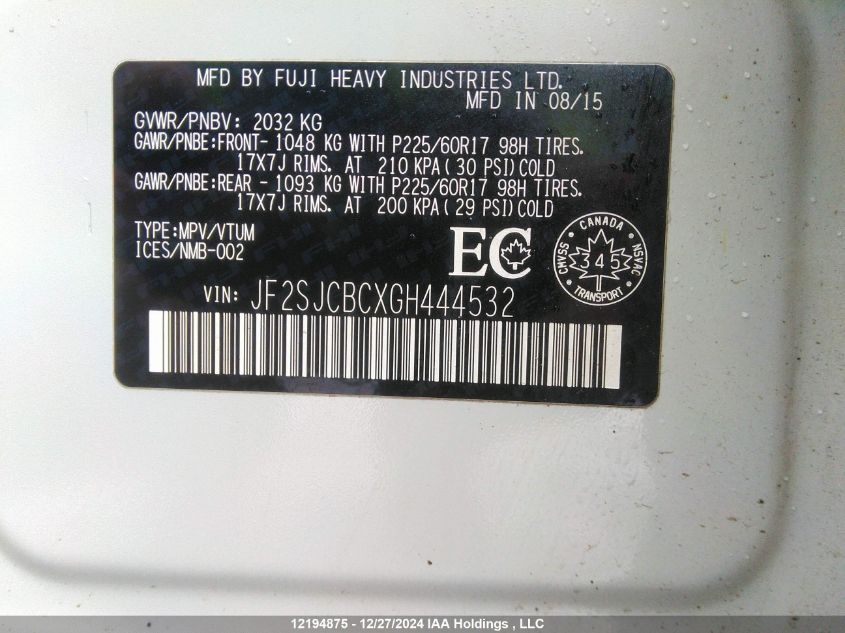 MFD BY FUJI HEAVY INDUSTRIES LTD.
MFD IN 08/15
GVWR/PNBV: 2032 KG
GAWR/PNBE:FRONT- 1048 KG WITH P225/60R17 98H TIRES.
17X7J RIMS. AT 210 KPA(30 PSI)COLD
GAWR/PNBE:REAR - 1093 KG WITH P225/60R17 98H TIRES.
17X7J RIMS. AT 200 KPA(29 PSI)COLD
TYPE:MPV/VTUM
ICES/NMB-002
EC
CANADA
CMVSS
NSVAC
345
TRANSPORT
VIN: JF2SJCBCXGH444532
12194875 - 12/27/2024 IAA Holdings , LLC